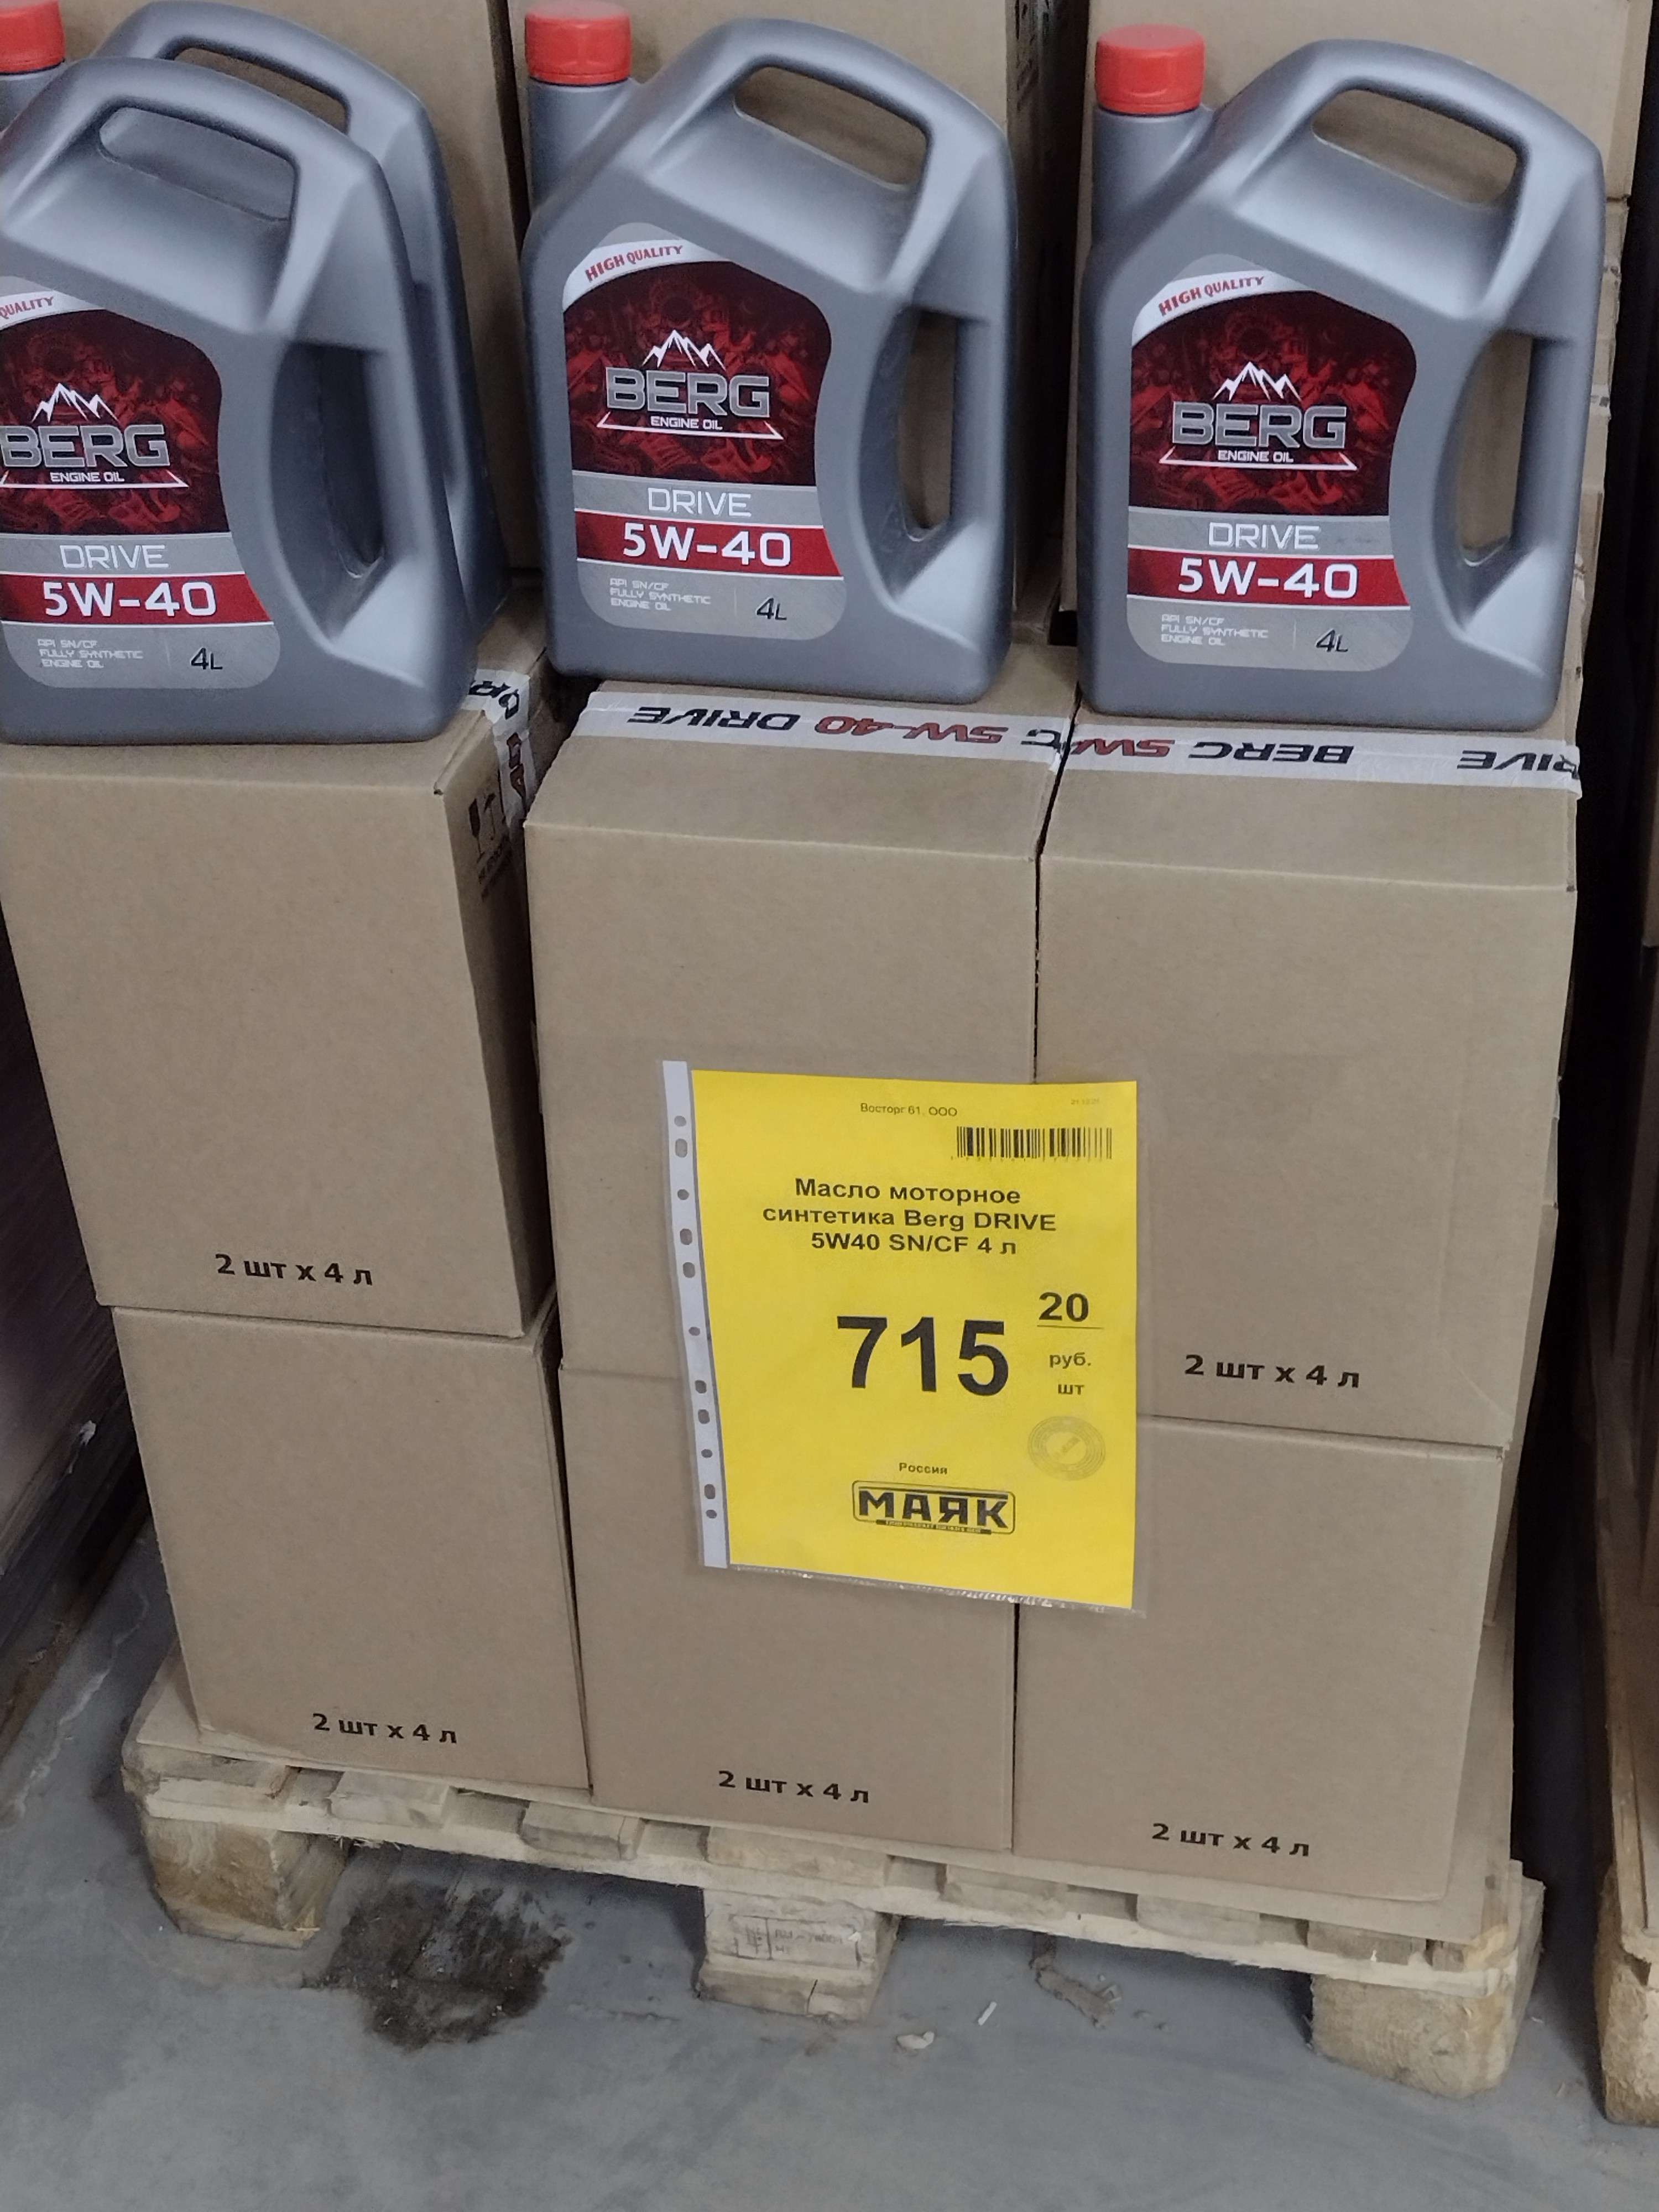 QUALITY
BERG
ENGINE OIL
DRIVE
5W-40
API SN/CF
FULLY SYNTHETIC
ENGINE OIL
4L
HIGH QUALITY
BERG
ENGINE OIL
DRIVE
5W-40
API SN/CF
FULLY SYNTHETIC
ENGINE OIL
4L
HIGH QUALITY
BERG
ENGINE OIL
DRIVE
5W-40
API SN/CF
FULLY SYNTHETIC
ENGINE OIL
4L
DRIVE 5W-40
BERG 5W
Восторг 61, ООО
Масло моторное
синтетика Berg DRIVE
5W40 SN/CF 4 л
715 20
руб.
шт
Россия
МАЯК
2 шт х 4 л
2 шт х 4 л
2 шт х 4 л
2 шт х 4 л
2 шт х 4 л